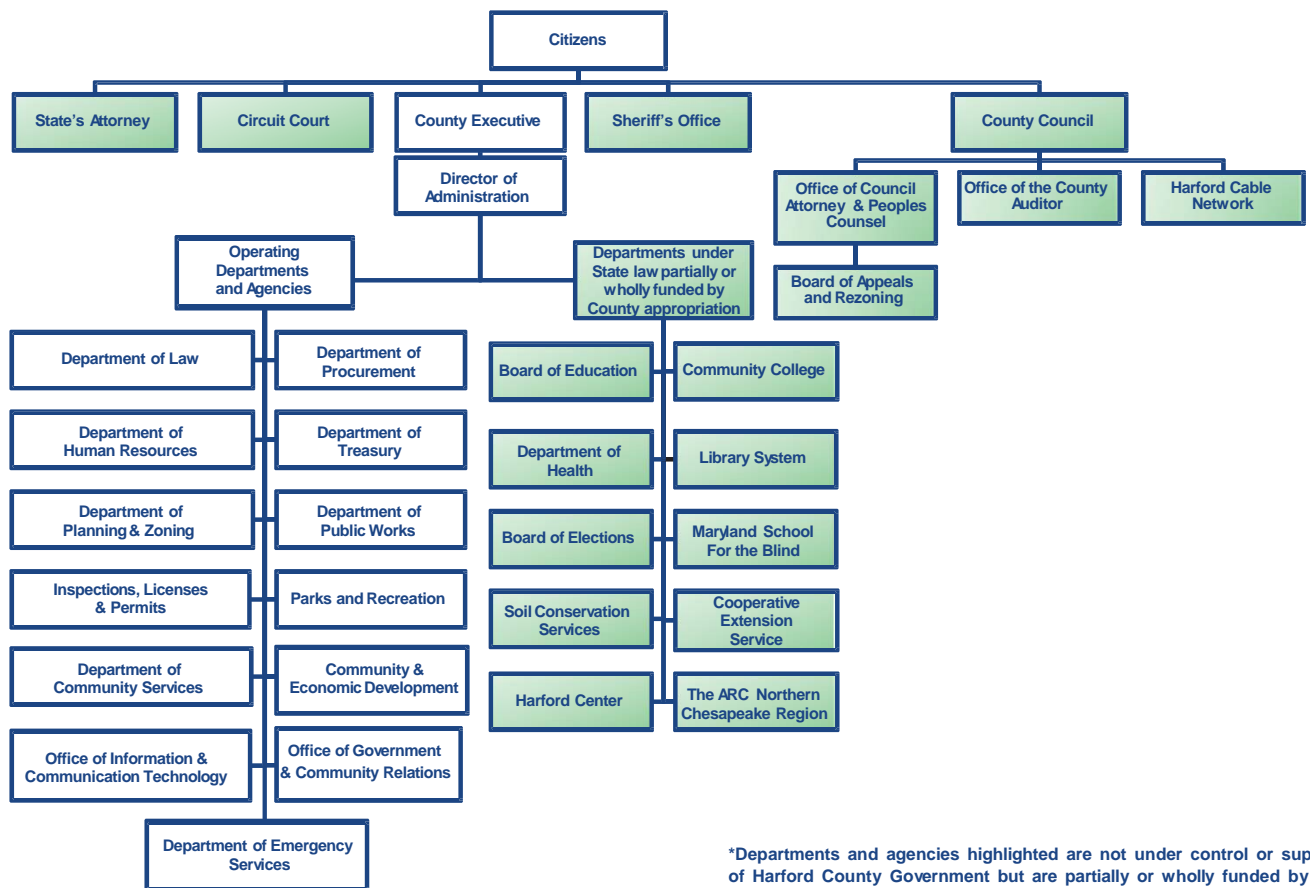 Citizens
State's Attorney
Circuit Court
County Executive
Sheriff's Office
County Council
Director of
Administration
Office of Council
Attorney & Peoples
Counsel
Office of the County
Auditor
Harford Cable
Network
Board of Appeals
and Rezoning
Operating
Departments
and Agencies
Departments under
State law partially or
wholly funded by
County appropriation
Department of Law
Department of
Procurement
Department of
Human Resources
Department of
Treasury
Department of
Planning & Zoning
Department of
Public Works
Inspections, Licenses
& Permits
Parks and Recreation
Department of
Community Services
Community &
Economic Development
Office of Information &
Communication Technology
Office of Government
& Community Relations
Department of Emergency
Services
Board of Education
Community College
Department of
Health
Library System
Board of Elections
Maryland School
For the Blind
Soil Conservation
Services
Cooperative
Extension
Service
Harford Center
The ARC Northern
Chesapeake Region
*Departments and agencies highlighted are not under control or
of Harford County Government but are partially or wholly funded by